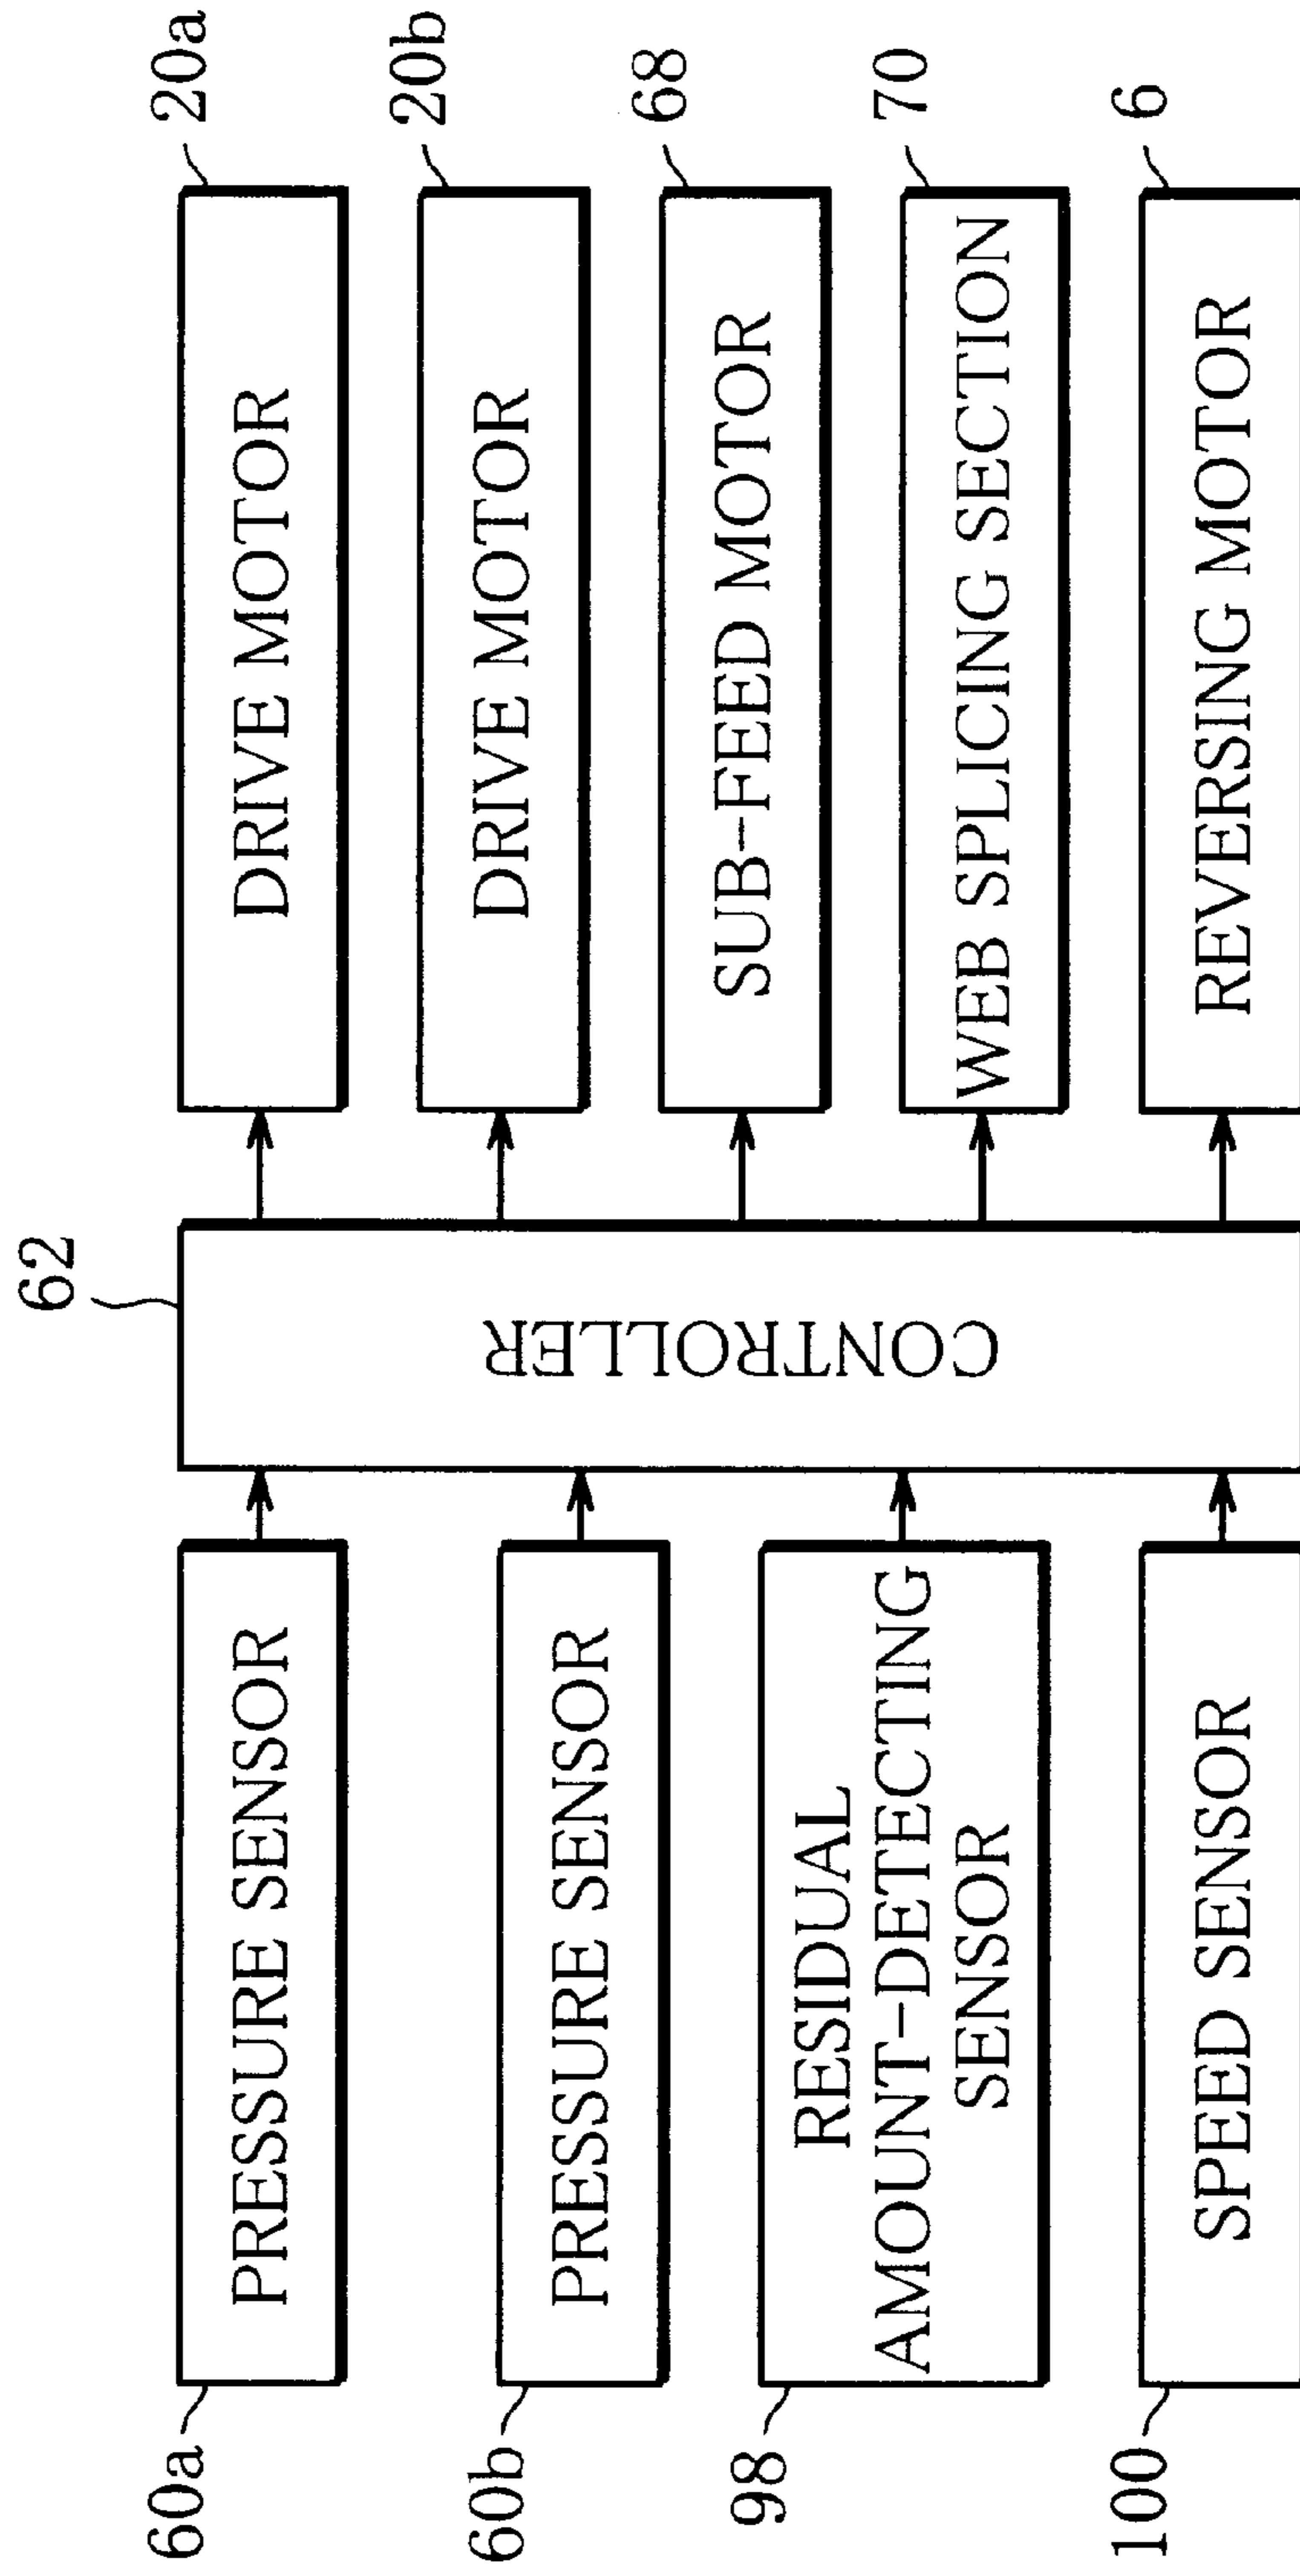 62
60a
PRESSURE SENSOR
60b
PRESSURE SENSOR
98
RESIDUAL
AMOUNT-DETECTING
SENSOR
100
SPEED SENSOR
CONTROLLER
DRIVE MOTOR
20a
DRIVE MOTOR
20b
SUB-FEED MOTOR
68
WEB SPLICING SECTION
70
REVERSING MOTOR
6